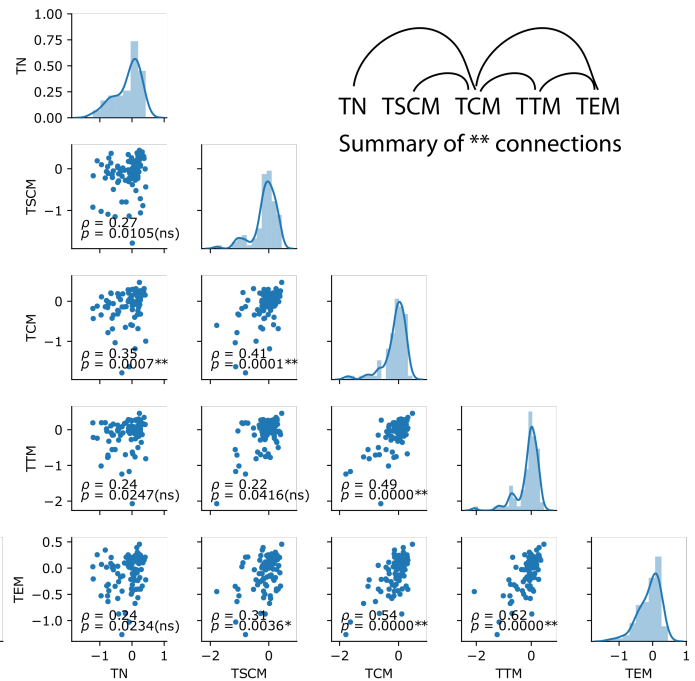 1.00
0.75
0.50
0.25
0.00
TN
TN TSCM TCM TTM TEM
Summary of ** connections
0
−1
TSCM
ρ = 0.27
p = 0.0105(ns)
0
−1
TCM
ρ = 0.35
p = 0.0007**
ρ = 0.41
p = 0.0001**
0
−1
−2
TTM
ρ = 0.24
p = 0.0247(ns)
ρ = 0.22
p = 0.0416(ns)
ρ = 0.49
p = 0.0000**
0.5
0.0
−0.5
−1.0
TEM
ρ = 0.24
p = 0.0234(ns)
ρ = 0.31
p = 0.0036*
ρ = 0.54
p = 0.0000**
ρ = 0.62
p = 0.0000**
−1 0 1
−2 0
−2 0
−2 0
−1 0 1
TN TSCM TCM TTM TEM